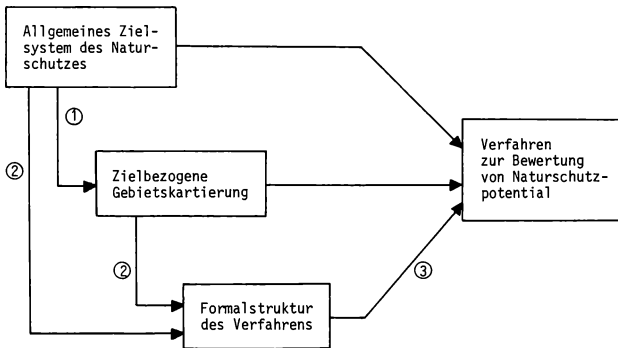 Allgemeines Ziel-
system des Natur-
schutzes
①
②
Zielbezogene
Gebietskartierung
Verfahren
zur Bewertung
von Naturschutz-
potential
②
③
Formalstruktur
des Verfahrens